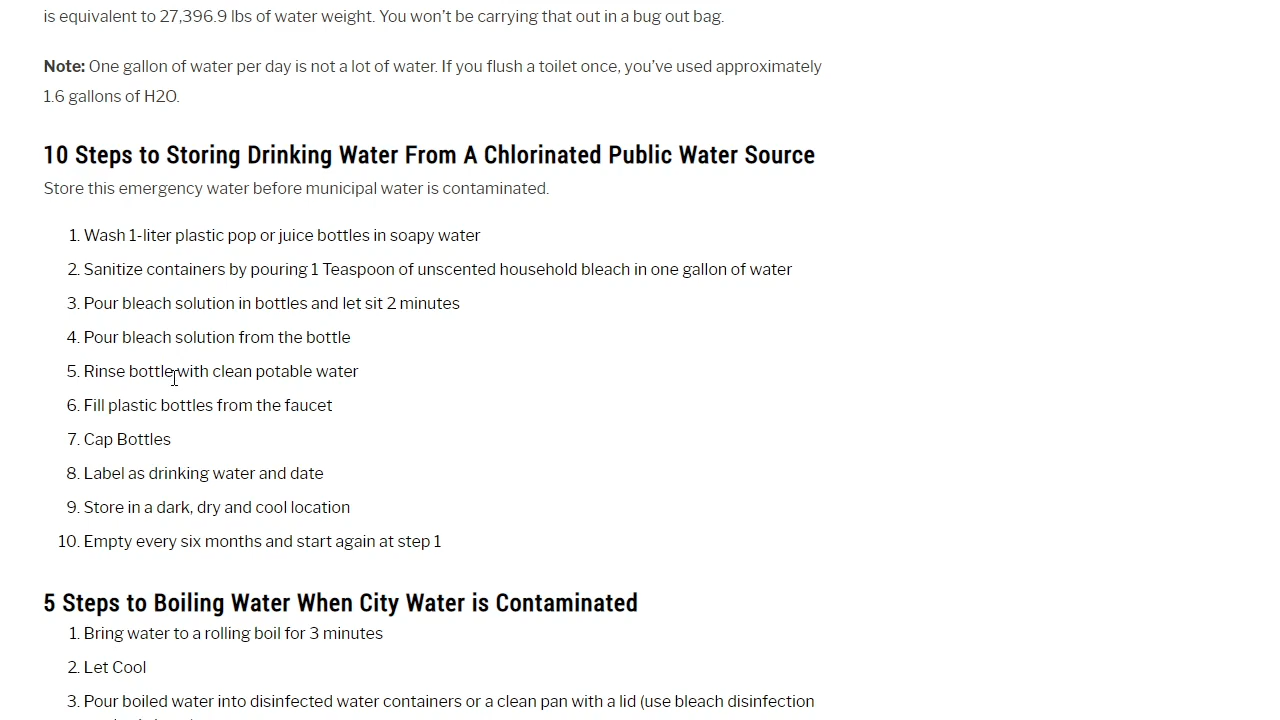 is equivalent to 27,396.9 lbs of water weight. You won’t be carrying that out in a bug out bag.
Note: One gallon of water per day is not a lot of water. If you flush a toilet once, you’ve used approximately
1.6 gallons of H2O.
10 Steps to Storing Drinking Water From A Chlorinated Public Water Source
Store this emergency water before municipal water is contaminated.
1. Wash 1-liter plastic pop or juice bottles in soapy water
2. Sanitize containers by pouring 1 Teaspoon of unscented household bleach in one gallon of water
3. Pour bleach solution in bottles and let sit 2 minutes
4. Pour bleach solution from the bottle
5. Rinse bottle with clean potable water
6. Fill plastic bottles from the faucet
7. Cap Bottles
8. Label as drinking water and date
9. Store in a dark, dry and cool location
10. Empty every six months and start again at step 1
5 Steps to Boiling Water When City Water is Contaminated
1. Bring water to a rolling boil for 3 minutes
2. Let Cool
3. Pour boiled water into disinfected water containers or a clean pan with a lid (use bleach disinfection